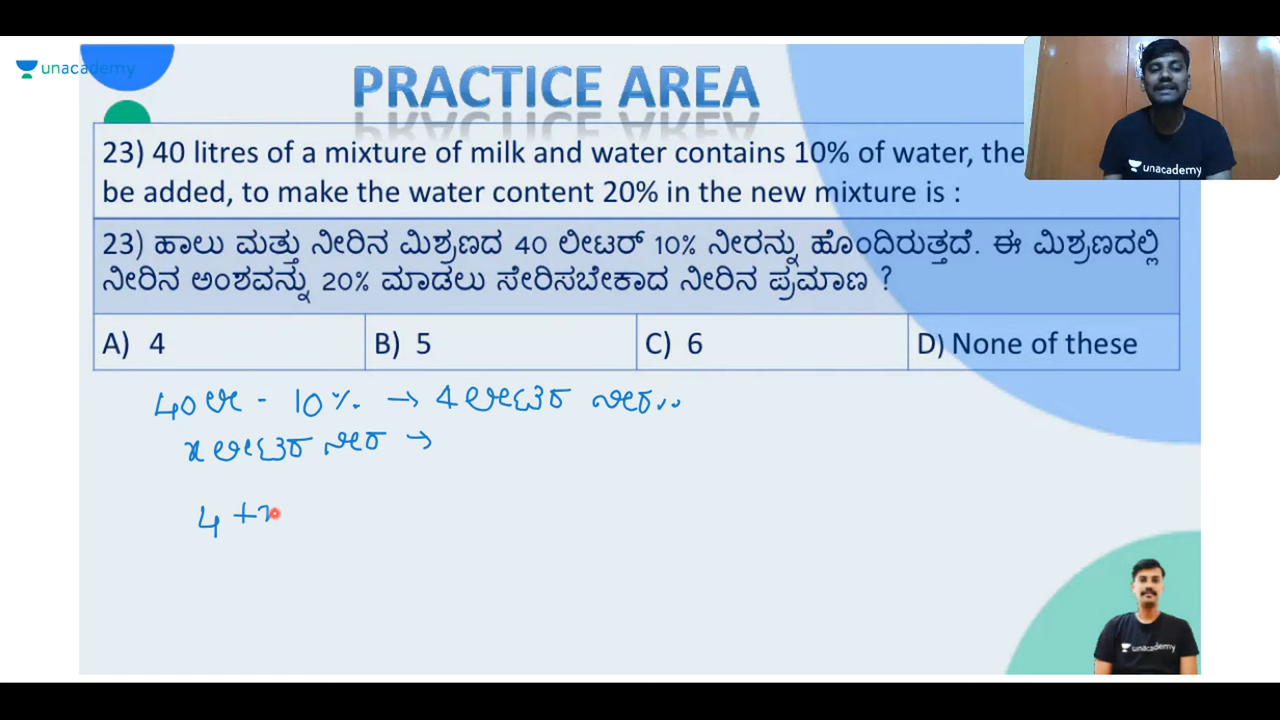 unacademy
PRACTICE AREA
23) 40 litres of a mixture of milk and water contains 10% of water, the
be added, to make the water content 20% in the new mixture is :
23) ಹಾಲು ಮತ್ತು ನೀರಿನ ಮಿಶ್ರಣದ 40 ಲೀಟರ್ 10% ನೀರನ್ನು ಹೊಂದಿರುತ್ತದೆ. ಈ ಮಿಶ್ರಣದಲ್ಲಿ
ನೀರಿನ ಅಂಶವನ್ನು 20% ಮಾಡಲು ಸೇರಿಸಬೇಕಾದ ನೀರಿನ ಪ್ರಮಾಣ ?
A) 4 B) 5 C) 6 D) None of these
40 ಲೀ - 10% → 4 ಲೀಟರ ನೀರ..
x ಲೀಟರ ನೀರ →
4 +
unacademy
unacademy